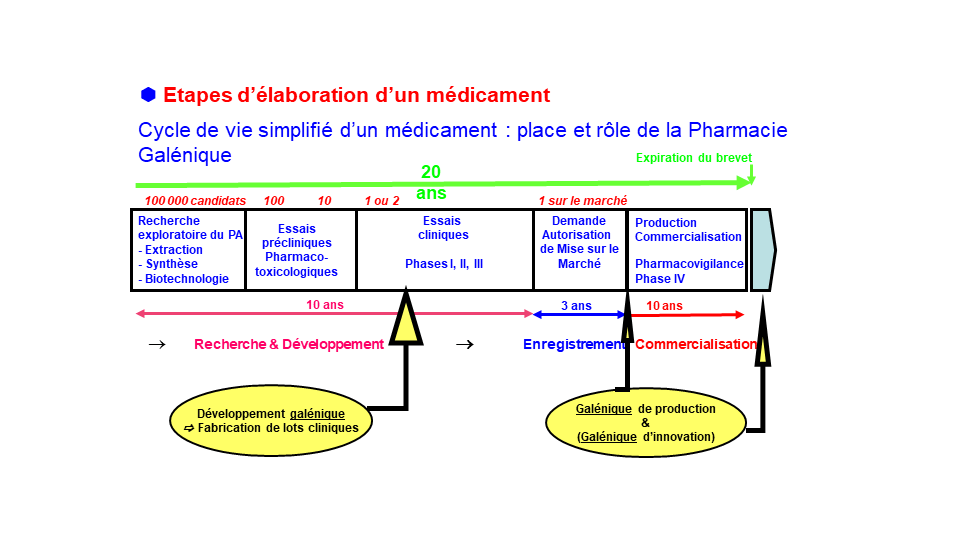 Etapes d’élaboration d’un médicament
Cycle de vie simplifié d’un médicament : place et rôle de la Pharmacie
Galénique
Expiration du brevet
20
ans
100 000 candidats 100 10 1 ou 2 1 sur le marché
Recherche
exploratoire du PA
- Extraction
- Synthèse
- Biotechnologie
Essais
précliniques
Pharmaco-
toxicologiques
Essais
cliniques
Phases I, II, III
Demande
Autorisation
de Mise sur le
Marché
Production
Commercialisation
Pharmacovigilance
Phase IV
10 ans 3 ans 10 ans
→ Recherche & Développement → Enregistrement Commercialisation
Développement galénique
➪ Fabrication de lots cliniques
Galénique de production
&
(Galénique d’innovation)